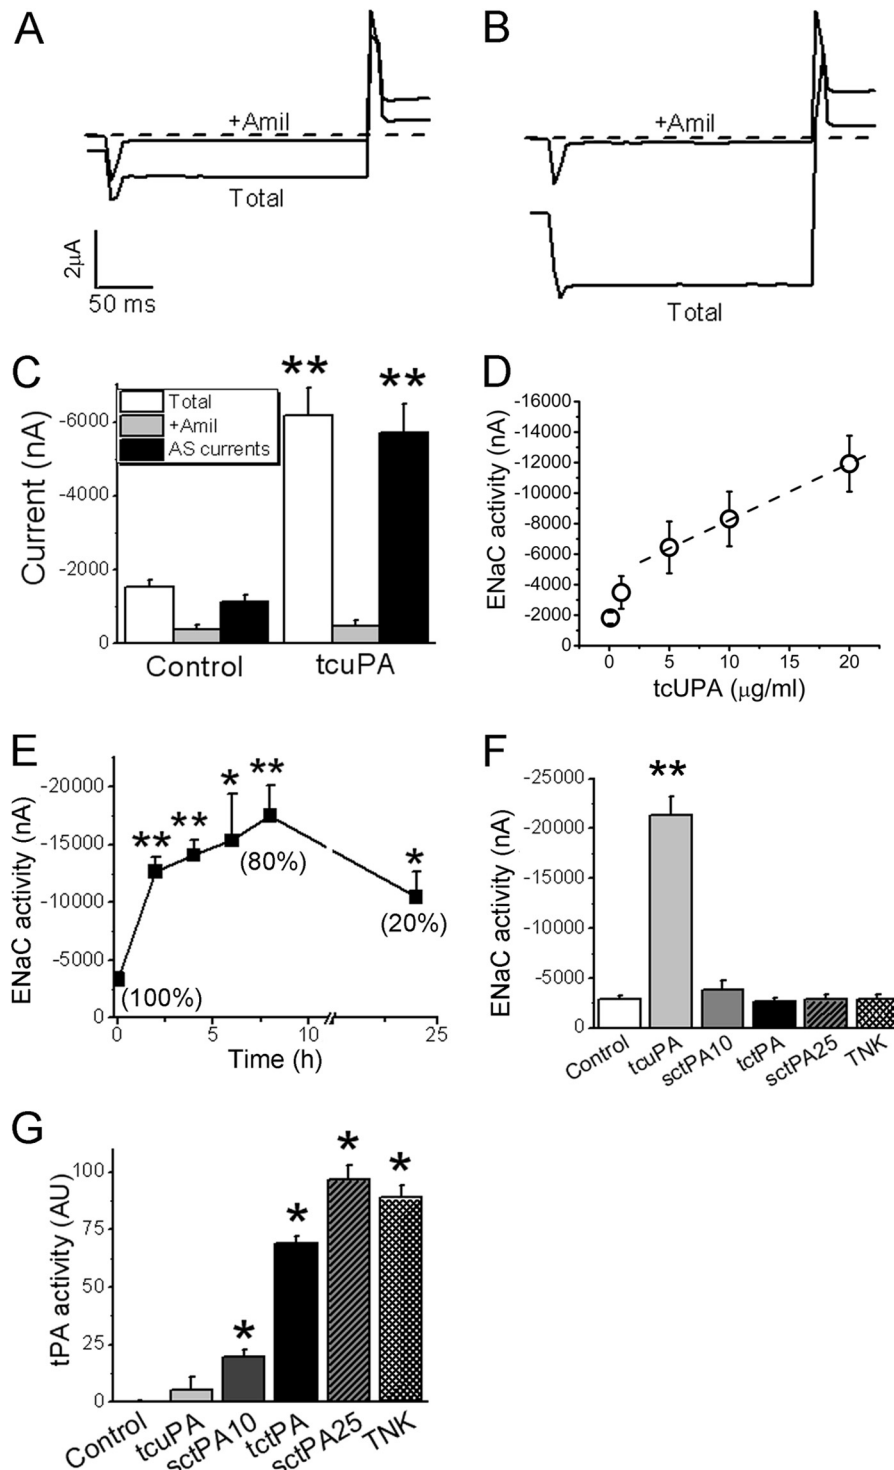 A
+Amil
Total
2µA
50 ms
B
+Amil
Total
C
Current (nA)
-6000
-4000
-2000
0
Total
+Amil
AS currents
**
**
Control
tcuPA
D
ENaC activity (nA)
-16000
-14000
-12000
-10000
-8000
-6000
-4000
-2000
0
0
5
10
15
20
tcUPA (µg/ml)
E
ENaC activity (nA)
-20000
-15000
-10000
-5000
0
**
**
*
**
*
(100%)
(80%)
(20%)
0
5
10
25
Time (h)
F
ENaC activity (nA)
-25000
-20000
-15000
-10000
-5000
0
**
Control
tcuPA
sctPA10
tctPA
sctPA25
TNK
G
tPA activity (AU)
100
75
50
25
0
*
*
*
*
Control
tcuPA
sctPA10
tctPA
sctPA25
TNK